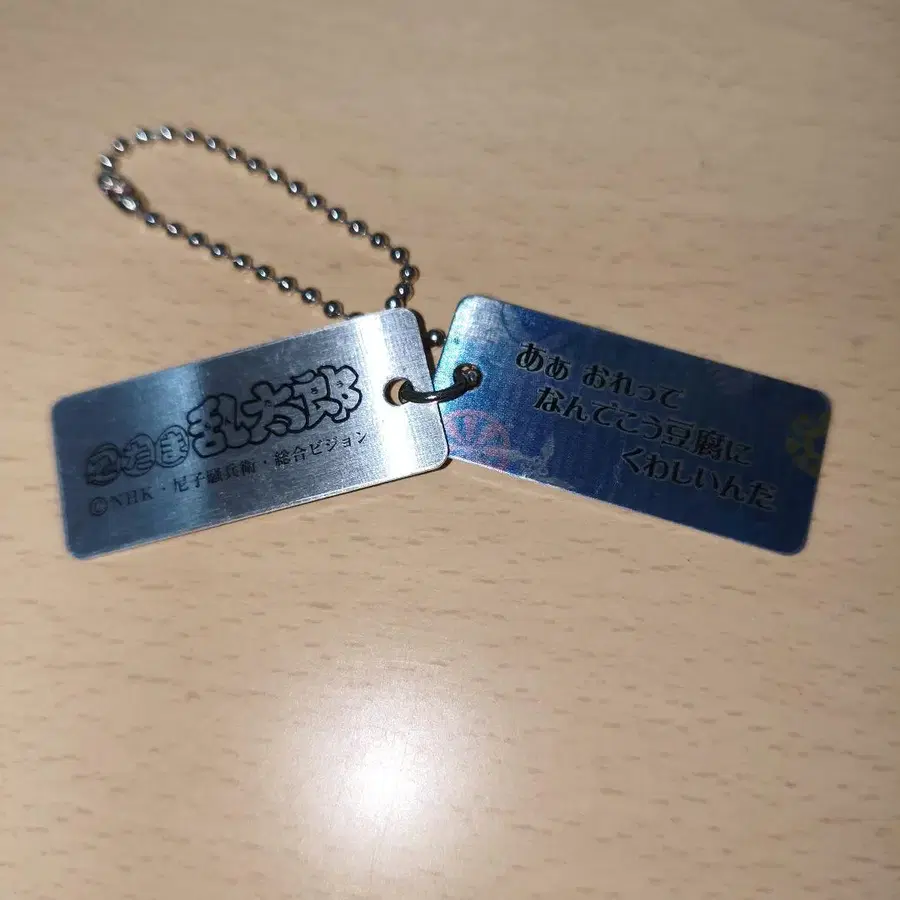 忍たま乱太郎
©NHK・尼子騒兵衛・総合ビジョン
あぁ おれって
なんでこう豆腐に
くわしいんだ